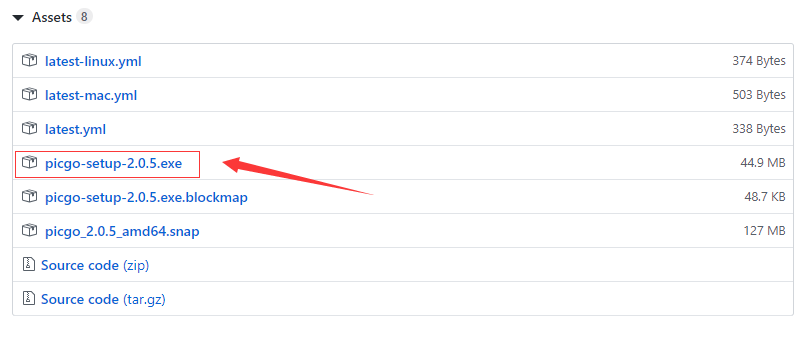 Assets 8
latest-linux.yml 374 Bytes
latest-mac.yml 503 Bytes
latest.yml 338 Bytes
picgo-setup-2.0.5.exe 44.9 MB
picgo-setup-2.0.5.exe.blockmap 48.7 KB
picgo_2.0.5_amd64.snap 127 MB
Source code (zip)
Source code (tar.gz)